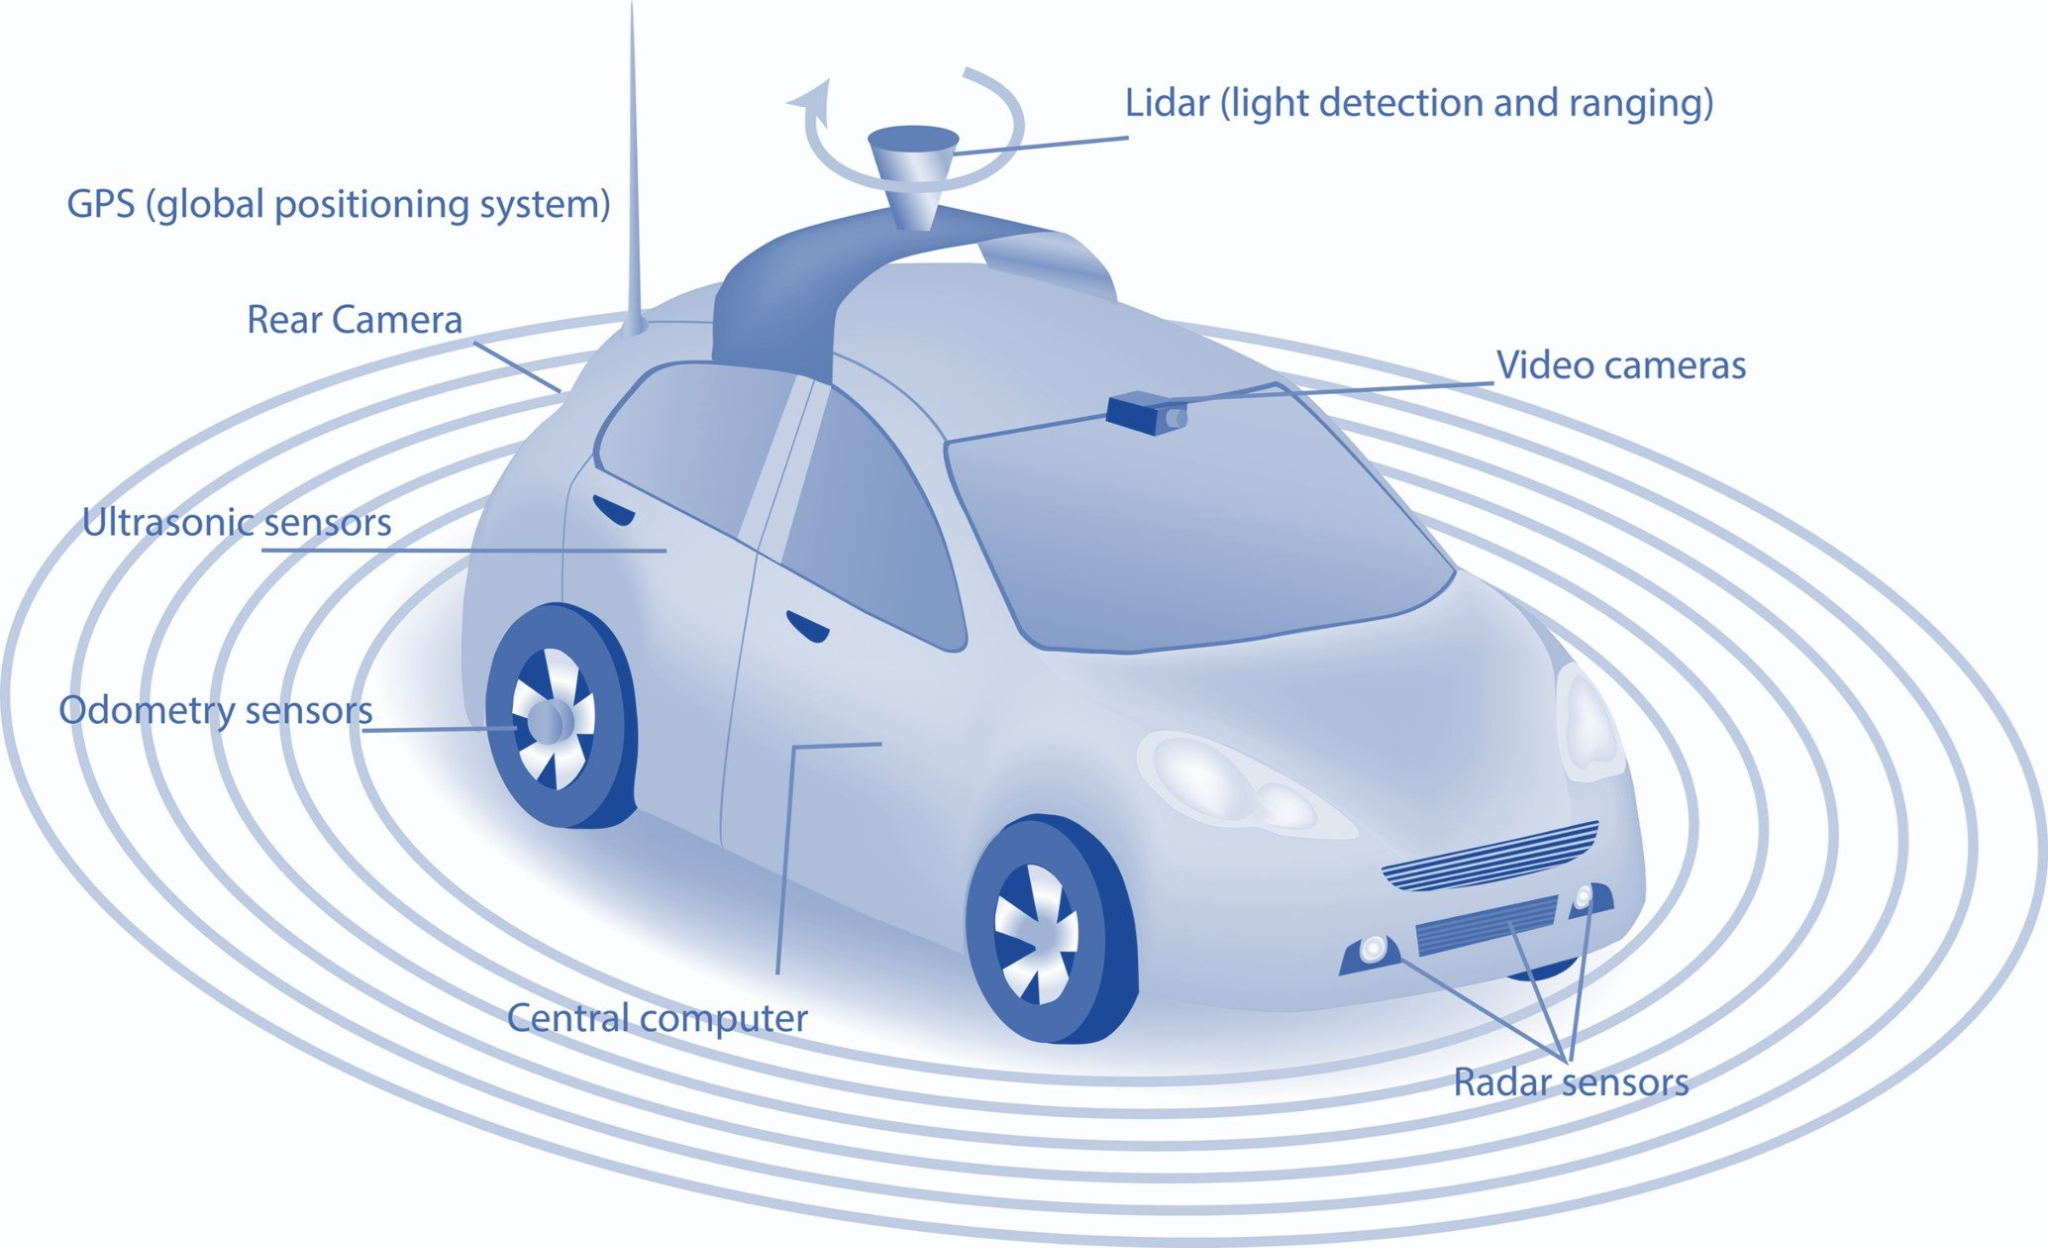 Lidar (light detection and ranging)
GPS (global positioning system)
Rear Camera
Video cameras
Ultrasonic sensors
Odometry sensors
Central computer
Radar sensors